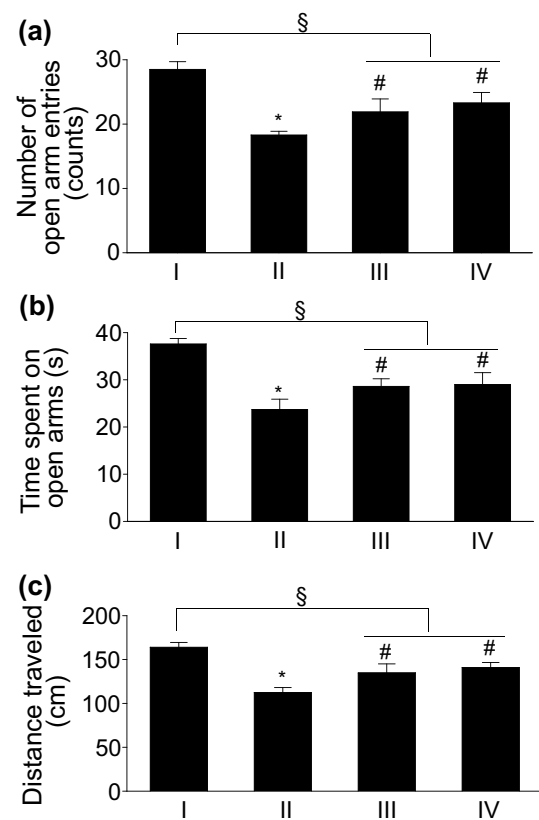 (a)
§
Number of
open arm entries
(counts)
30
20
10
0
*
#
#
I II III IV
(b)
§
Time spent on
open arms (s)
40
30
20
10
0
*
#
#
I II III IV
(c)
§
Distance traveled
(cm)
200
150
100
50
0
*
#
#
I II III IV